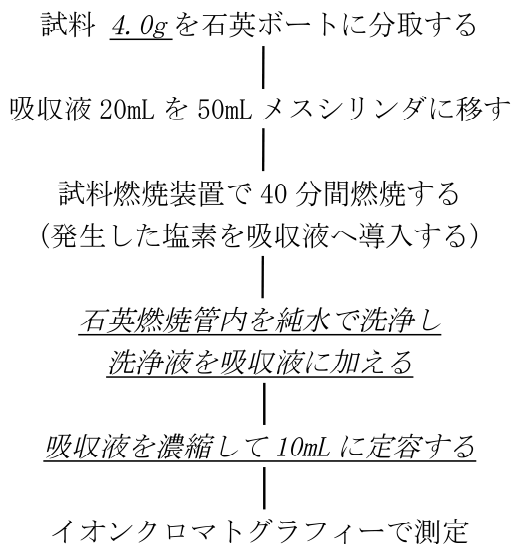 試料 4.0gを石英ボートに分取する
吸収液20mLを50mLメスシリンダに移す
試料燃焼装置で40分間燃焼する
(発生した塩素を吸収液へ導入する)
石英燃焼管内を純水で洗浄し
洗浄液を吸収液に加える
吸収液を濃縮して10mLに定容する
イオンクロマトグラフィーで測定